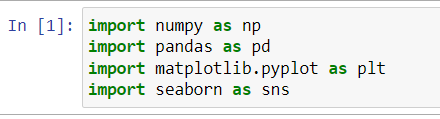 In [1]: import numpy as np
import pandas as pd
import matplotlib.pyplot as plt
import seaborn as sns